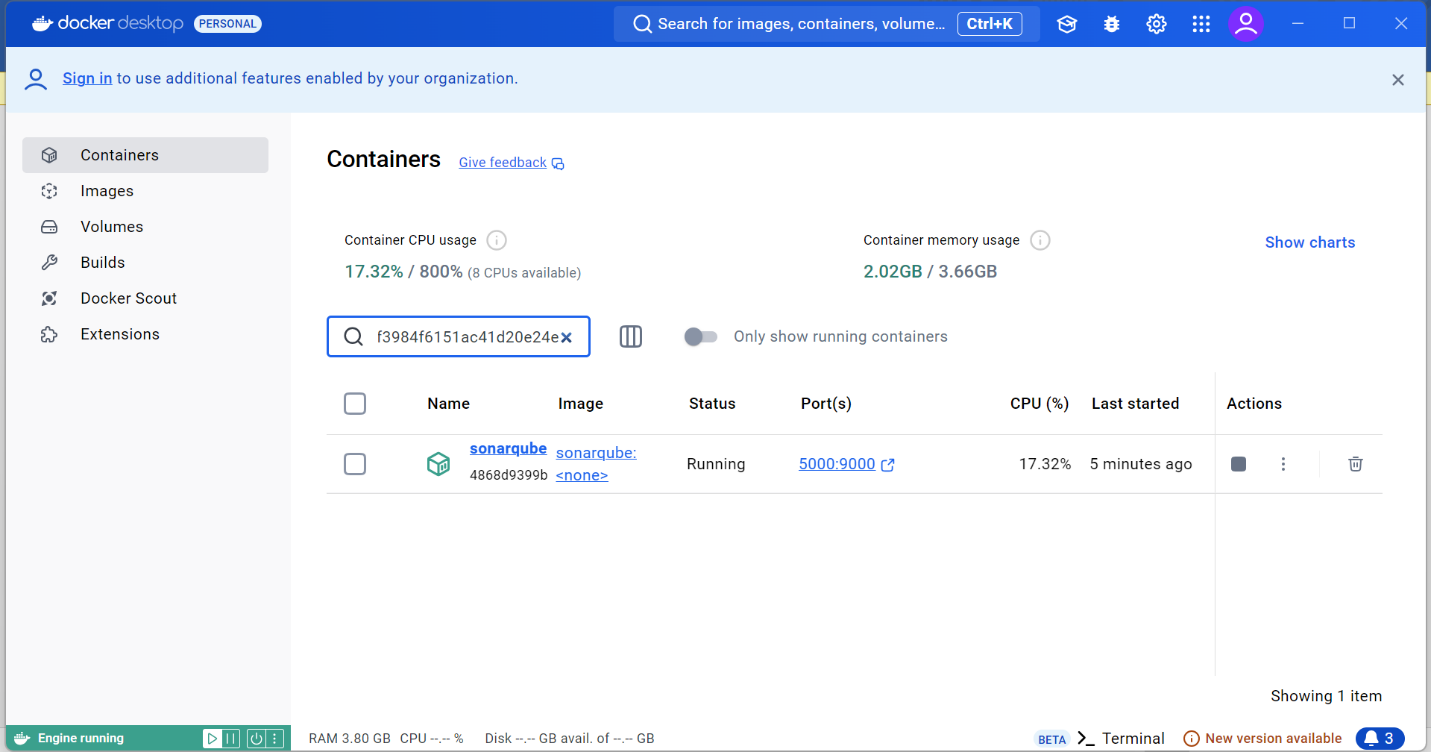 docker desktop PERSONAL
Search for images, containers, volume... Ctrl+K
Sign in to use additional features enabled by your organization.
Containers
Images
Volumes
Builds
Docker Scout
Extensions
Containers Give feedback
Container CPU usage
17.32% / 800% (8 CPUs available)
Container memory usage
2.02GB / 3.66GB
Show charts
f3984f6151ac41d20e24e
Only show running containers
Name Image Status Port(s) CPU (%) Last started Actions
sonarqube
4868d9399b
sonarqube:
<none>
Running 5000:9000 17.32% 5 minutes ago
Showing 1 item
Engine running
RAM 3.80 GB CPU --.-- % Disk --.-- GB avail. of --.-- GB
BETA >_ Terminal New version available 3